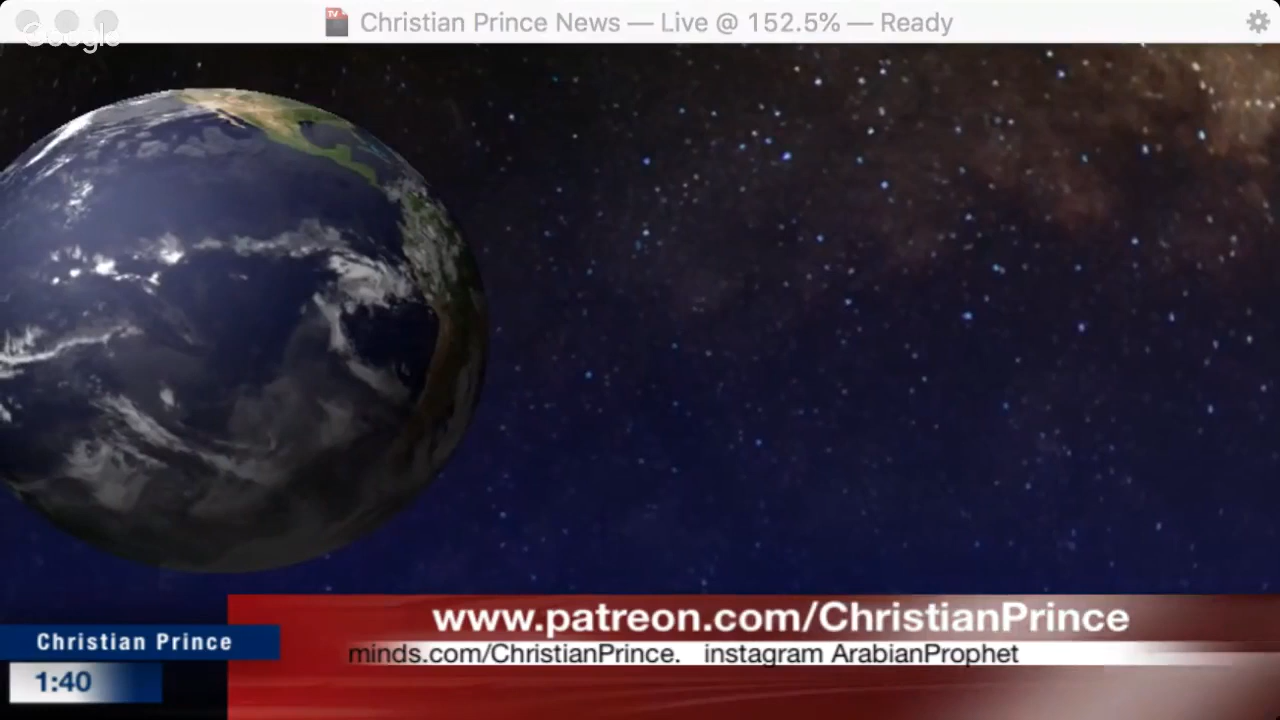 Christian Prince News — Live @ 152.5% — Ready
Google
TV
www.patreon.com/ChristianPrince
Christian Prince
minds.com/ChristianPrince. instagram ArabianProphet
1:40